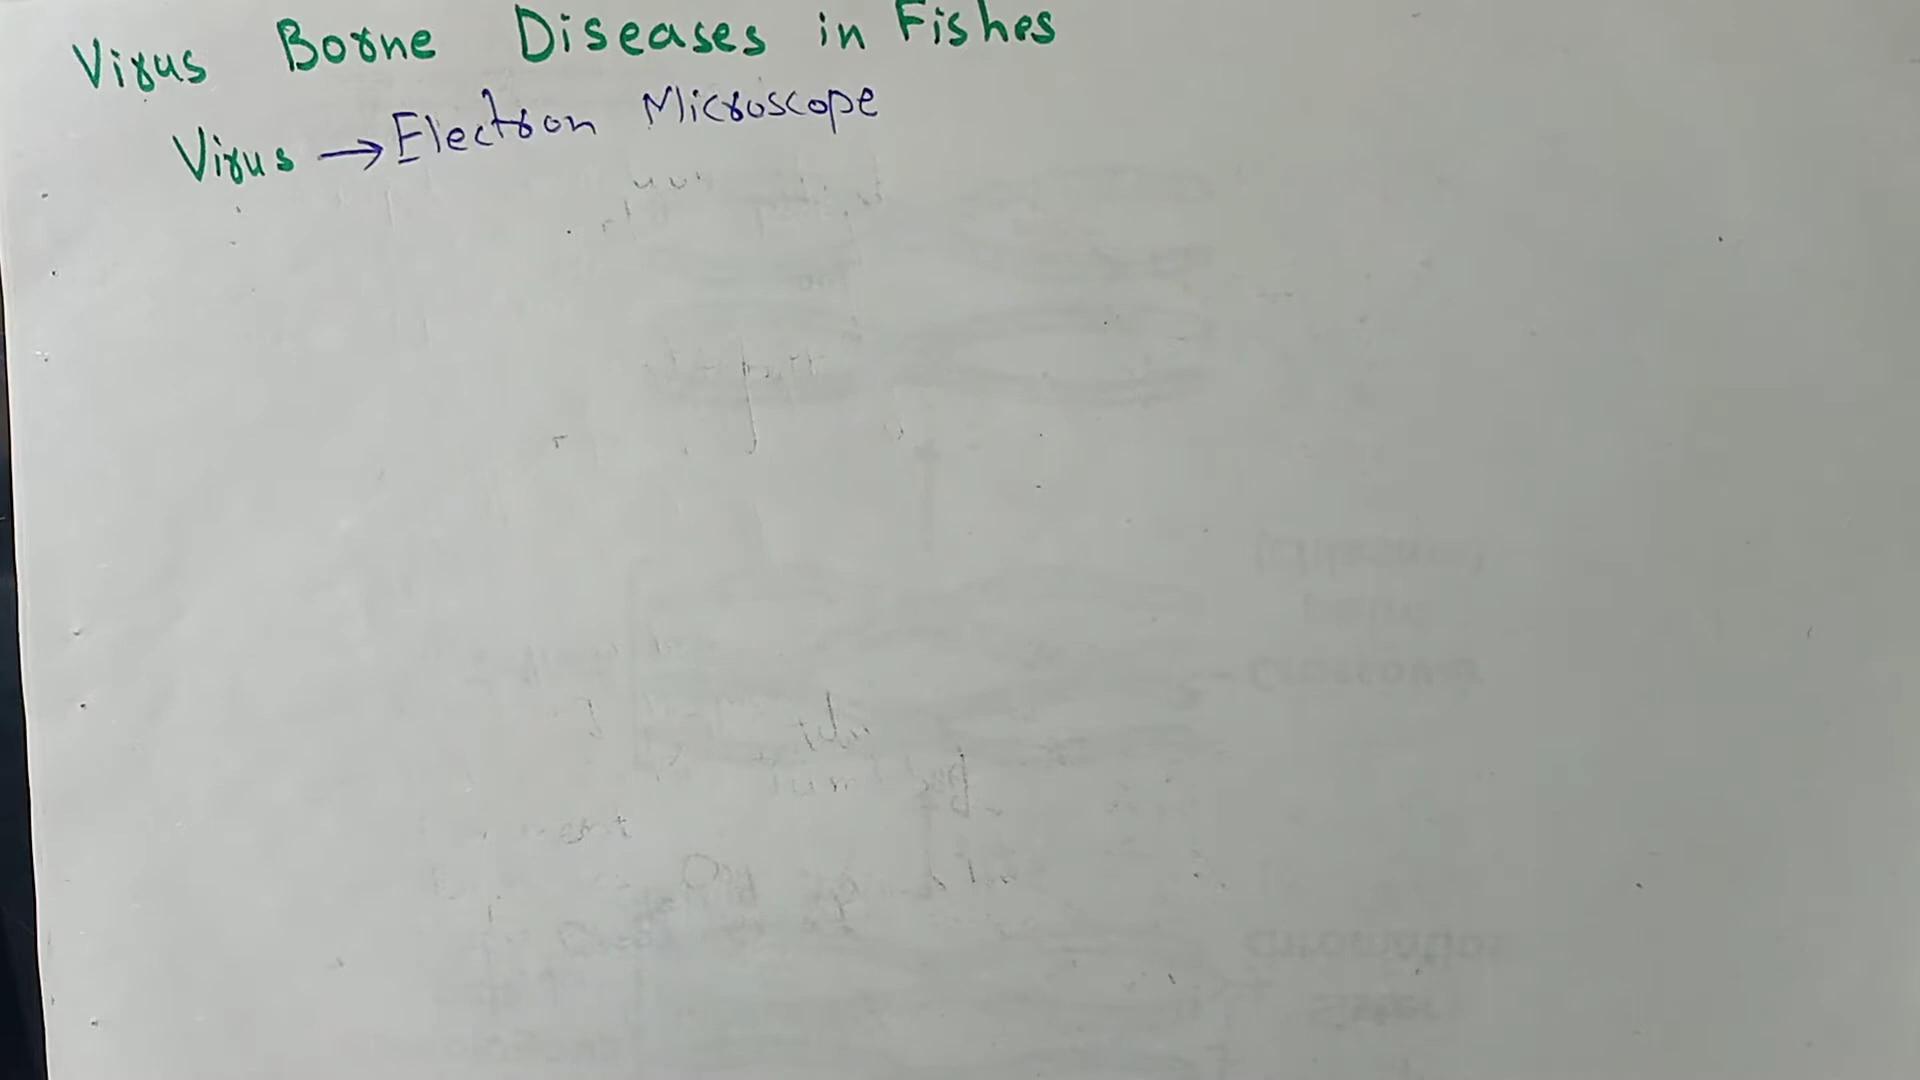 Virus Borne Diseases in Fishes
Virus → Electron Microscope